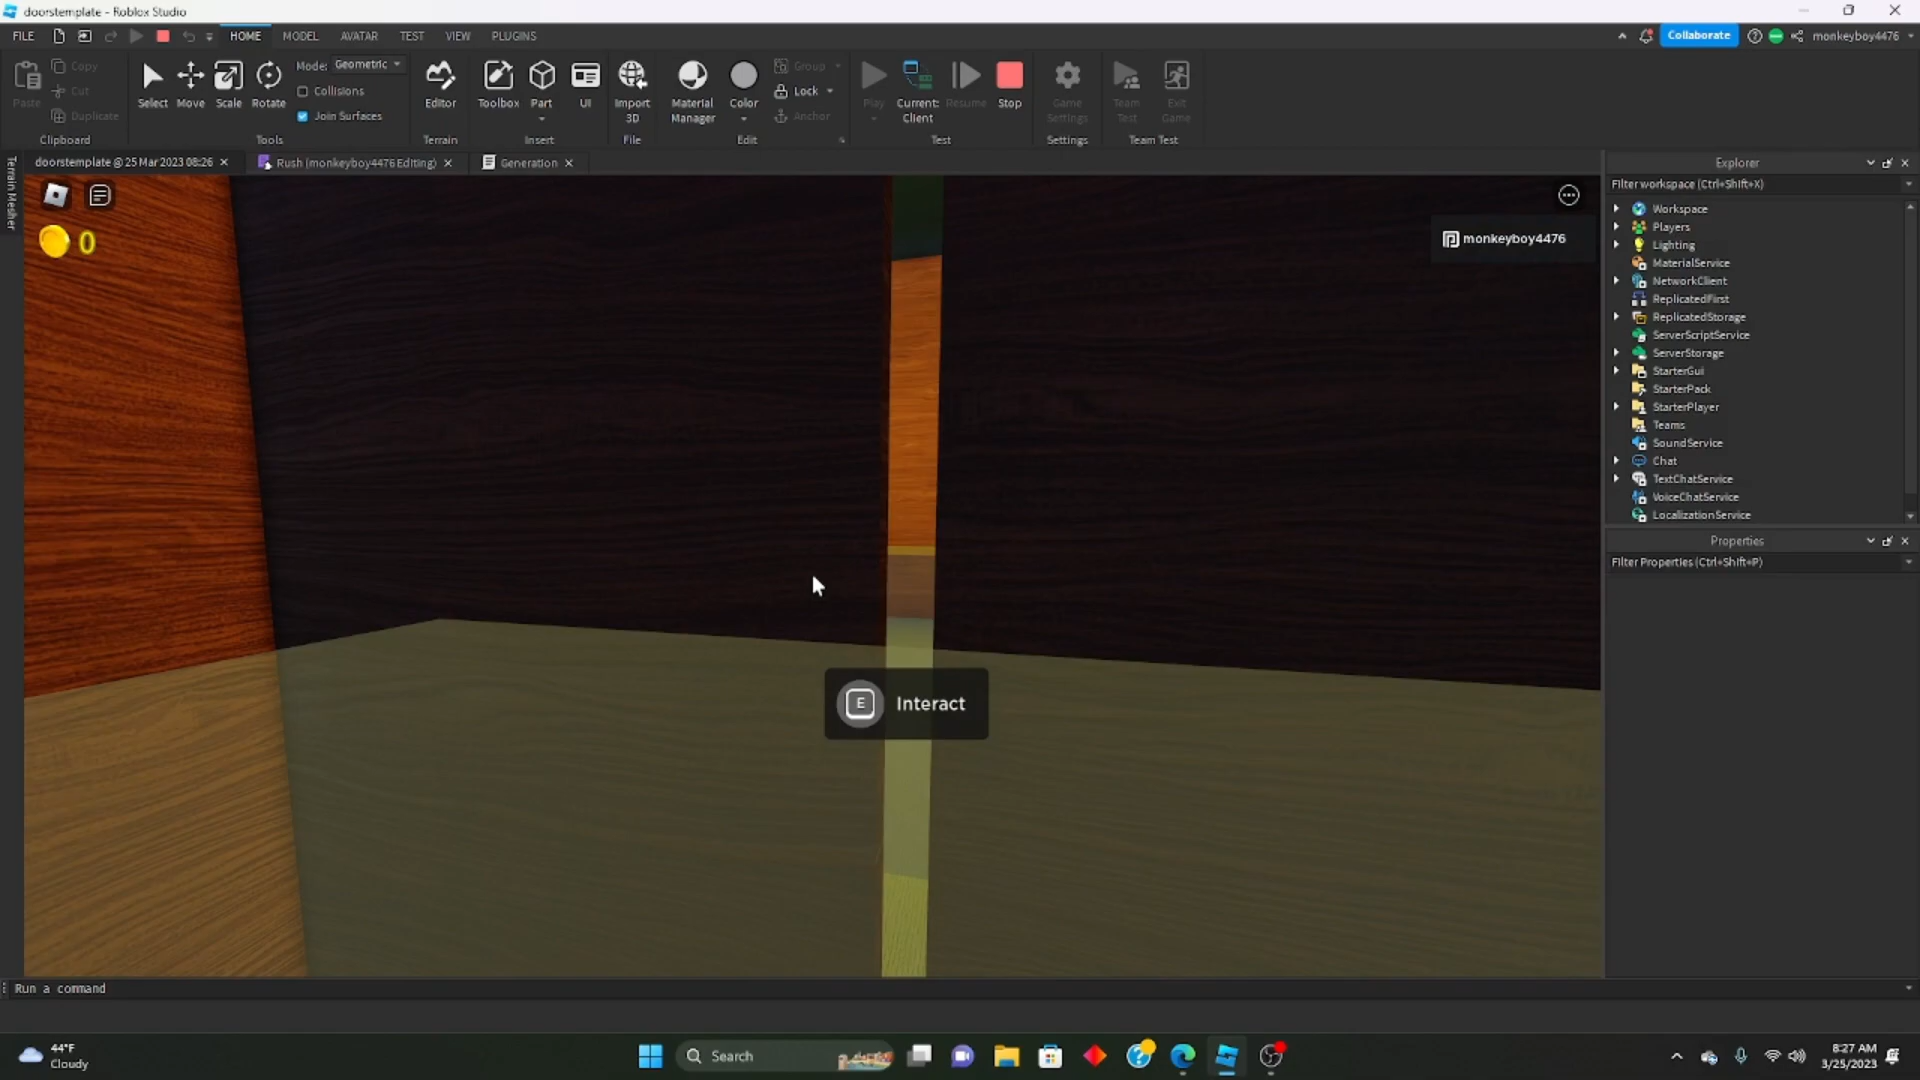 doorstemplate - Roblox Studio
FILE HOME MODEL AVATAR TEST VIEW PLUGINS Collaborate monkeyboy4476
Paste Copy Cut Duplicate Clipboard
Select Move Scale Rotate Mode: Geometric Collisions Join Surfaces Tools
Editor Terrain
Toolbox Part UI Insert
Import 3D File
Material Manager Color Group Lock Anchor Edit
Play Current: Client Resume Stop Test
Game Settings Settings
Team Test Exit Game Team Test
doorstemplate @ 25 Mar 2023 08:26 Rush (monkeyboy4476 Editing) Generation
Terrain Mesher
0
monkeyboy4476
E Interact
Explorer
Filter workspace (Ctrl+Shift+X)
Workspace
Players
Lighting
MaterialService
NetworkClient
ReplicatedFirst
ReplicatedStorage
ServerScriptService
ServerStorage
StarterGui
StarterPack
StarterPlayer
Teams
SoundService
Chat
TextChatService
VoiceChatService
LocalizationService
Properties
Filter Properties (Ctrl+Shift+P)
Run a command
44°F
Cloudy
Search
8:27 AM
3/25/2023